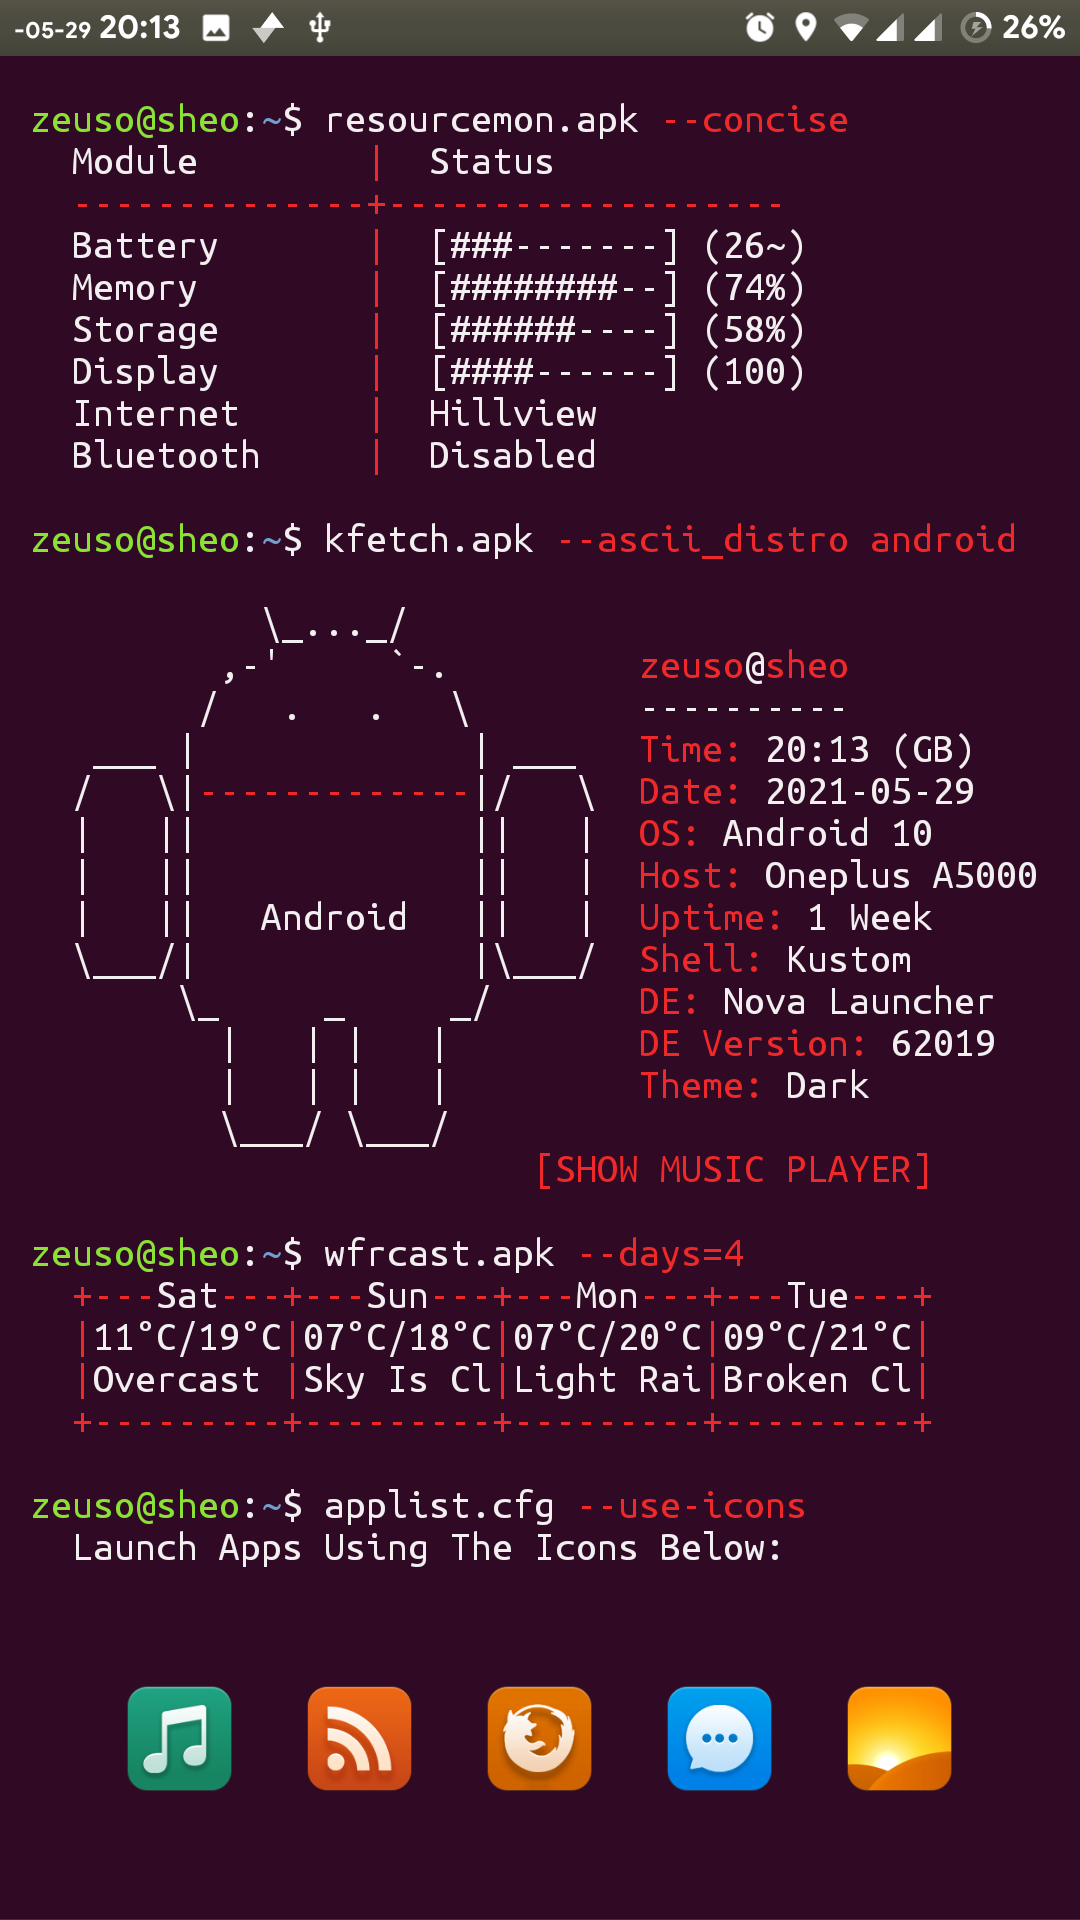 -05-29 20:13 26%
zeuso@sheo:~$ resourcemon.apk --concise
  Module        |  Status
  --------------+-------------------
  Battery       |  [###-------] (26~)
  Memory        |  [########--] (74%)
  Storage       |  [######----] (58%)
  Display       |  [####------] (100)
  Internet      |  Hillview
  Bluetooth     |  Disabled
zeuso@sheo:~$ kfetch.apk --ascii_distro android
zeuso@sheo
----------
Time: 20:13 (GB)
Date: 2021-05-29
OS: Android 10
Host: Oneplus A5000
Android
Uptime: 1 Week
Shell: Kustom
DE: Nova Launcher
DE Version: 62019
Theme: Dark
[SHOW MUSIC PLAYER]
zeuso@sheo:~$ wfrcast.apk --days=4
  +---Sat---+---Sun---+---Mon---+---Tue---+
  |11°C/19°C|07°C/18°C|07°C/20°C|09°C/21°C|
  |Overcast |Sky Is Cl|Light Rai|Broken Cl|
  +---------+---------+---------+---------+
zeuso@sheo:~$ applist.cfg --use-icons
  Launch Apps Using The Icons Below: